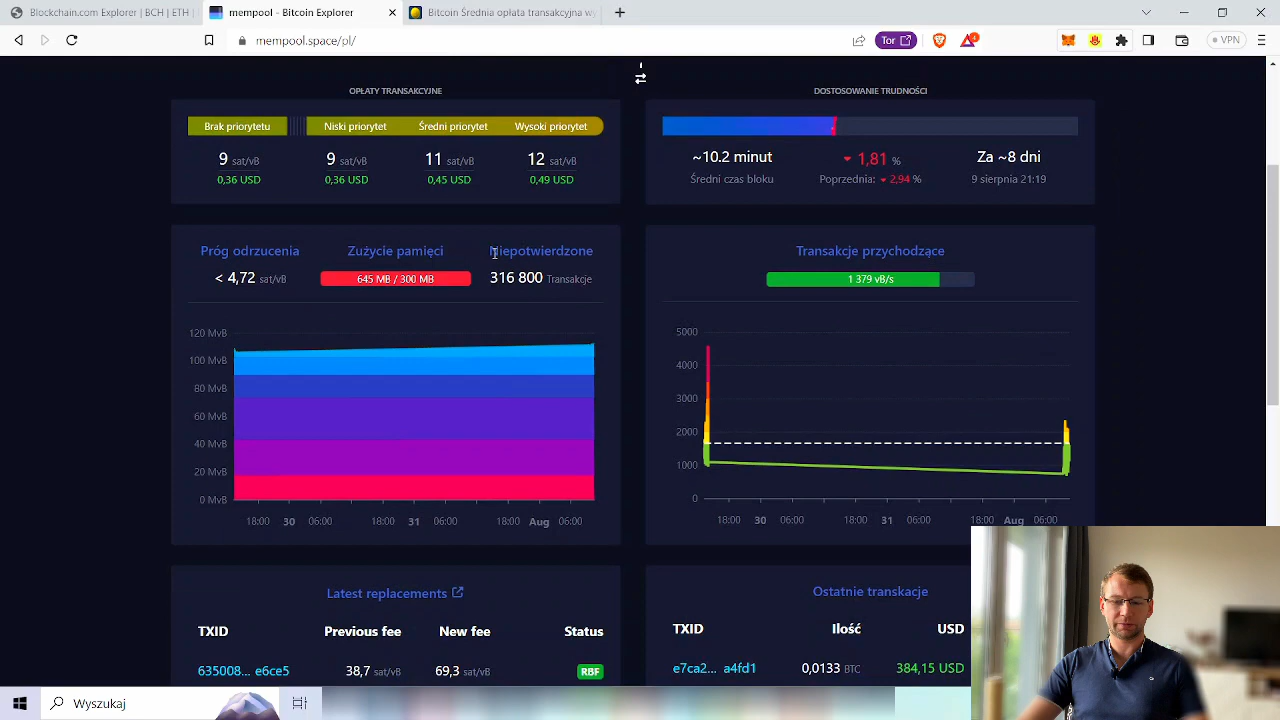 Blockchain.com Explorer | BCH | ETH
mempool - Bitcoin Explorer
Bitcoin Średnia opłata transakcyjna wy
mempool.space/pl/
Tor
4
VPN
OPŁATY TRANSAKCYJNE
Brak priorytetu Niski priorytet Średni priorytet Wysoki priorytet
9 sat/vB 9 sat/vB 11 sat/vB 12 sat/vB
0,36 USD 0,36 USD 0,45 USD 0,49 USD
DOSTOSOWANIE TRUDNOŚCI
~10.2 minut 1,81 % Za ~8 dni
Średni czas bloku Poprzednia: 2,94 % 9 sierpnia 21:19
Próg odrzucenia Zużycie pamięci Niepotwierdzone
< 4,72 sat/vB 645 MB / 300 MB 316 800 Transakcje
120 MvB
100 MvB
80 MvB
60 MvB
40 MvB
20 MvB
0 MvB
18:00 30 06:00 18:00 31 06:00 18:00 Aug 06:00
Transakcje przychodzące
1 379 vB/s
5000
4000
3000
2000
1000
0
18:00 30 06:00 18:00 31 06:00 18:00 Aug 06:00
Latest replacements
TXID Previous fee New fee Status
635008... e6ce5 38,7 sat/vB 69,3 sat/vB RBF
Ostatnie transkacje
TXID Ilość USD
e7ca2... a4fd1 0,0133 BTC 384,15 USD
Wyszukaj